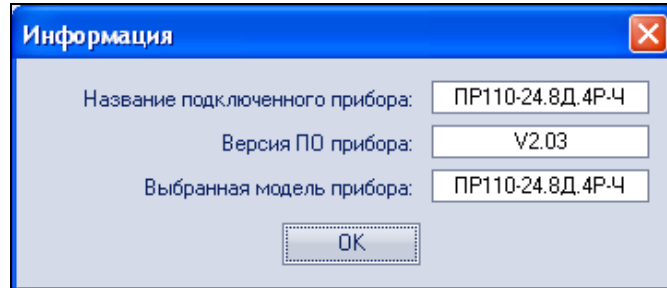 Информация
Название подключенного прибора: ПР110-24.8Д.4Р-Ч
Версия ПО прибора: V2.03
Выбранная модель прибора: ПР110-24.8Д.4Р-Ч
OK